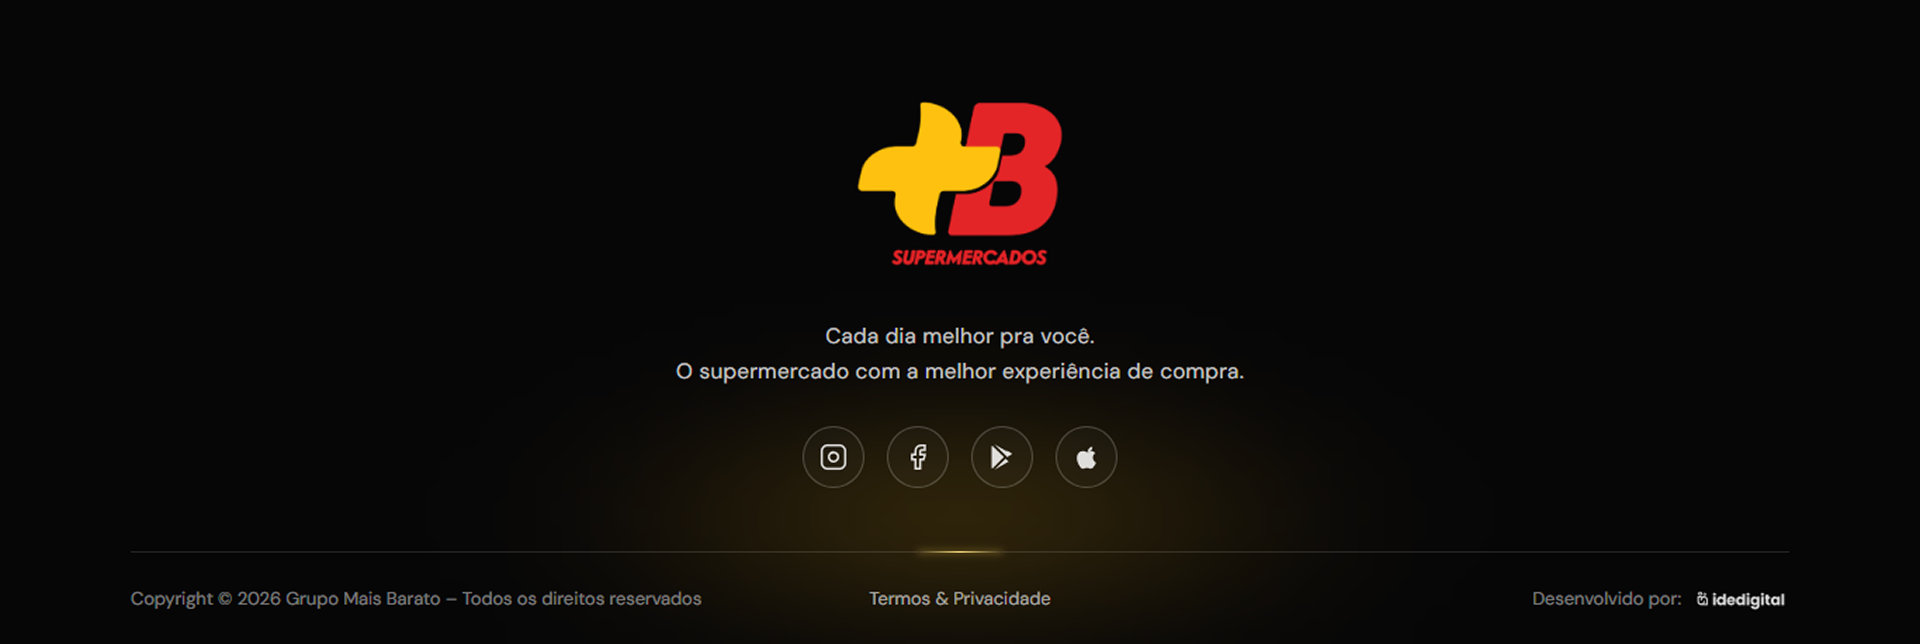 +B
SUPERMERCADOS
Cada dia melhor pra você.
O supermercado com a melhor experiência de compra.
Copyright © 2026 Grupo Mais Barato – Todos os direitos reservados
Termos & Privacidade
Desenvolvido por: idedigital